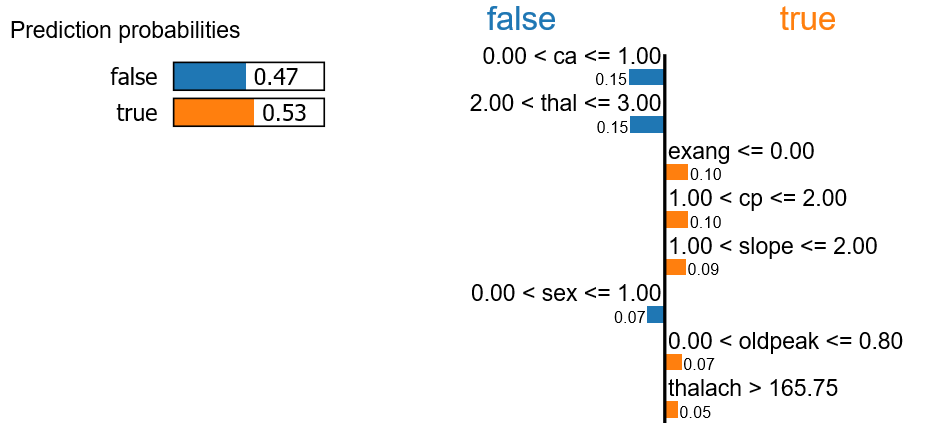 Prediction probabilities
false 0.47
true 0.53
false true
0.00 < ca <= 1.00
0.15
2.00 < thal <= 3.00
0.15
exang <= 0.00
0.10
1.00 < cp <= 2.00
0.10
1.00 < slope <= 2.00
0.09
0.00 < sex <= 1.00
0.07
0.00 < oldpeak <= 0.80
0.07
thalach > 165.75
0.05